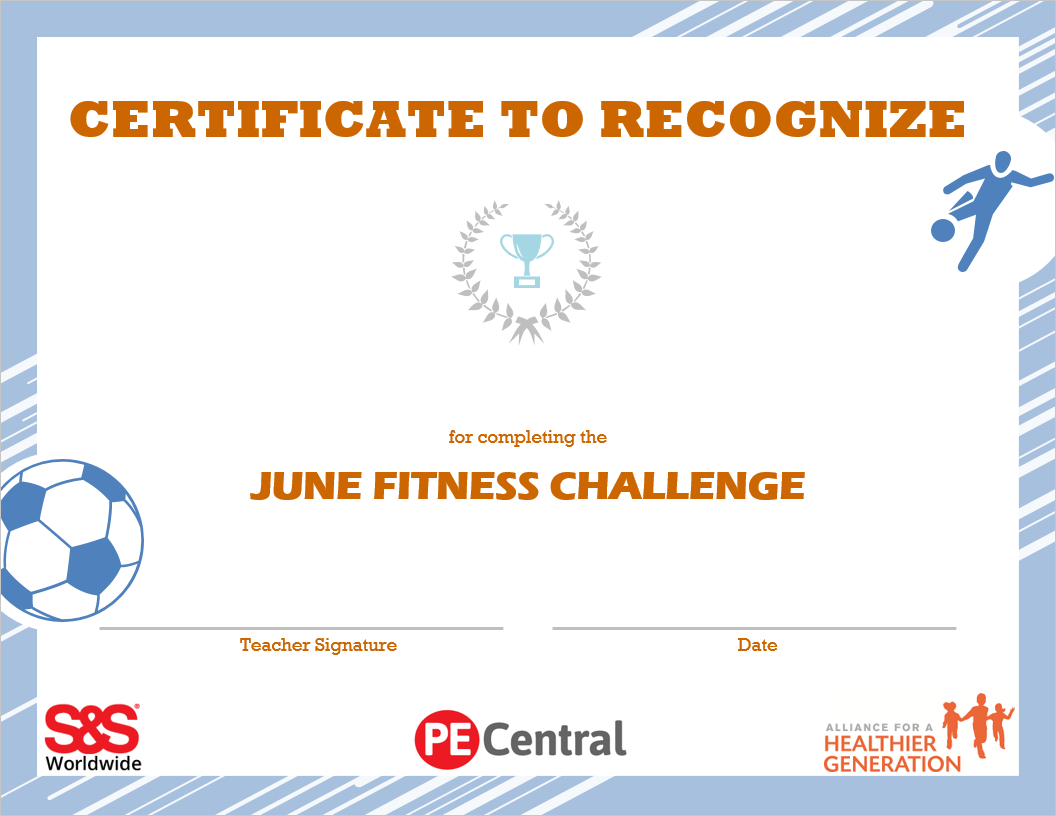 CERTIFICATE TO RECOGNIZE
for completing the
JUNE FITNESS CHALLENGE
Teacher Signature
Date
S&S®
Worldwide
PE Central
ALLIANCE FOR A
HEALTHIER
GENERATION